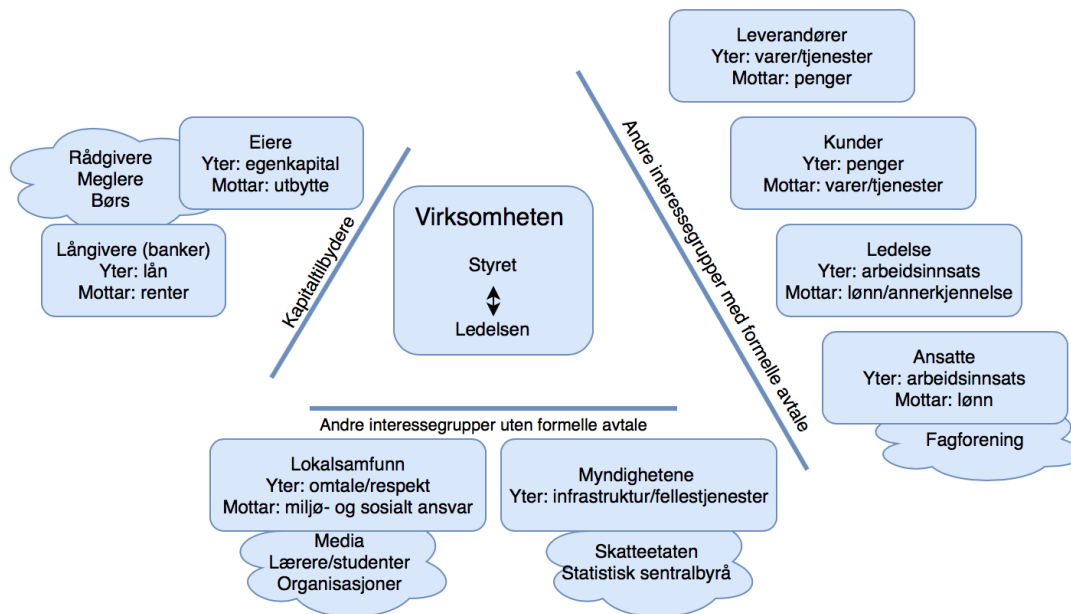 Leverandører
Yter: varer/tjenester
Mottar: penger
Kunder
Yter: penger
Mottar: varer/tjenester
Ledelse
Yter: arbeidsinnsats
Mottar: lønn/annerkjennelse
Ansatte
Yter: arbeidsinnsats
Mottar: lønn
Fagforening
Andre interessegrupper med formelle avtale
Eiere
Yter: egenkapital
Mottar: utbytte
Rådgivere
Meglere
Børs
Långivere (banker)
Yter: lån
Mottar: renter
Kapitaltilbydere
Virksomheten
Styret
Ledelsen
Andre interessegrupper uten formelle avtale
Lokalsamfunn
Yter: omtale/respekt
Mottar: miljø- og sosialt ansvar
Media
Lærere/studenter
Organisasjoner
Myndighetene
Yter: infrastruktur/fellestjenester
Skatteetaten
Statistisk sentralbyrå